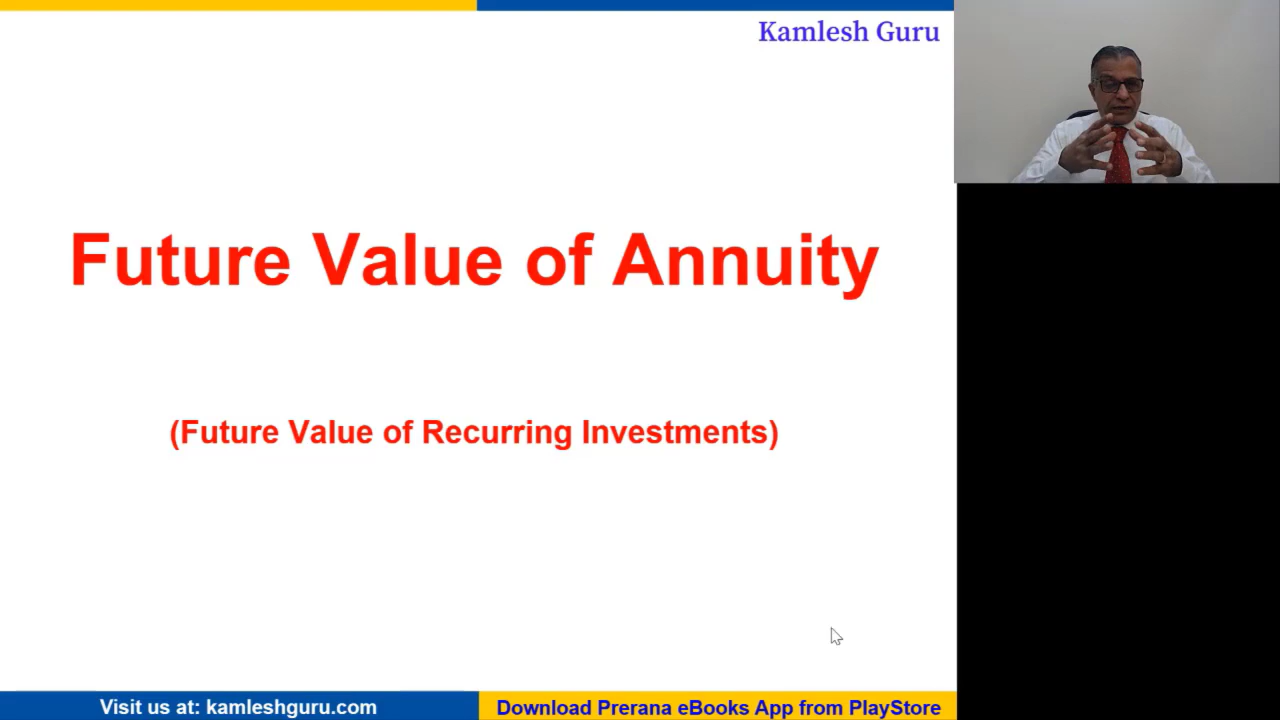 Kamlesh Guru
Future Value of Annuity
(Future Value of Recurring Investments)
Visit us at: kamleshguru.com
Download Prerana eBooks App from PlayStore